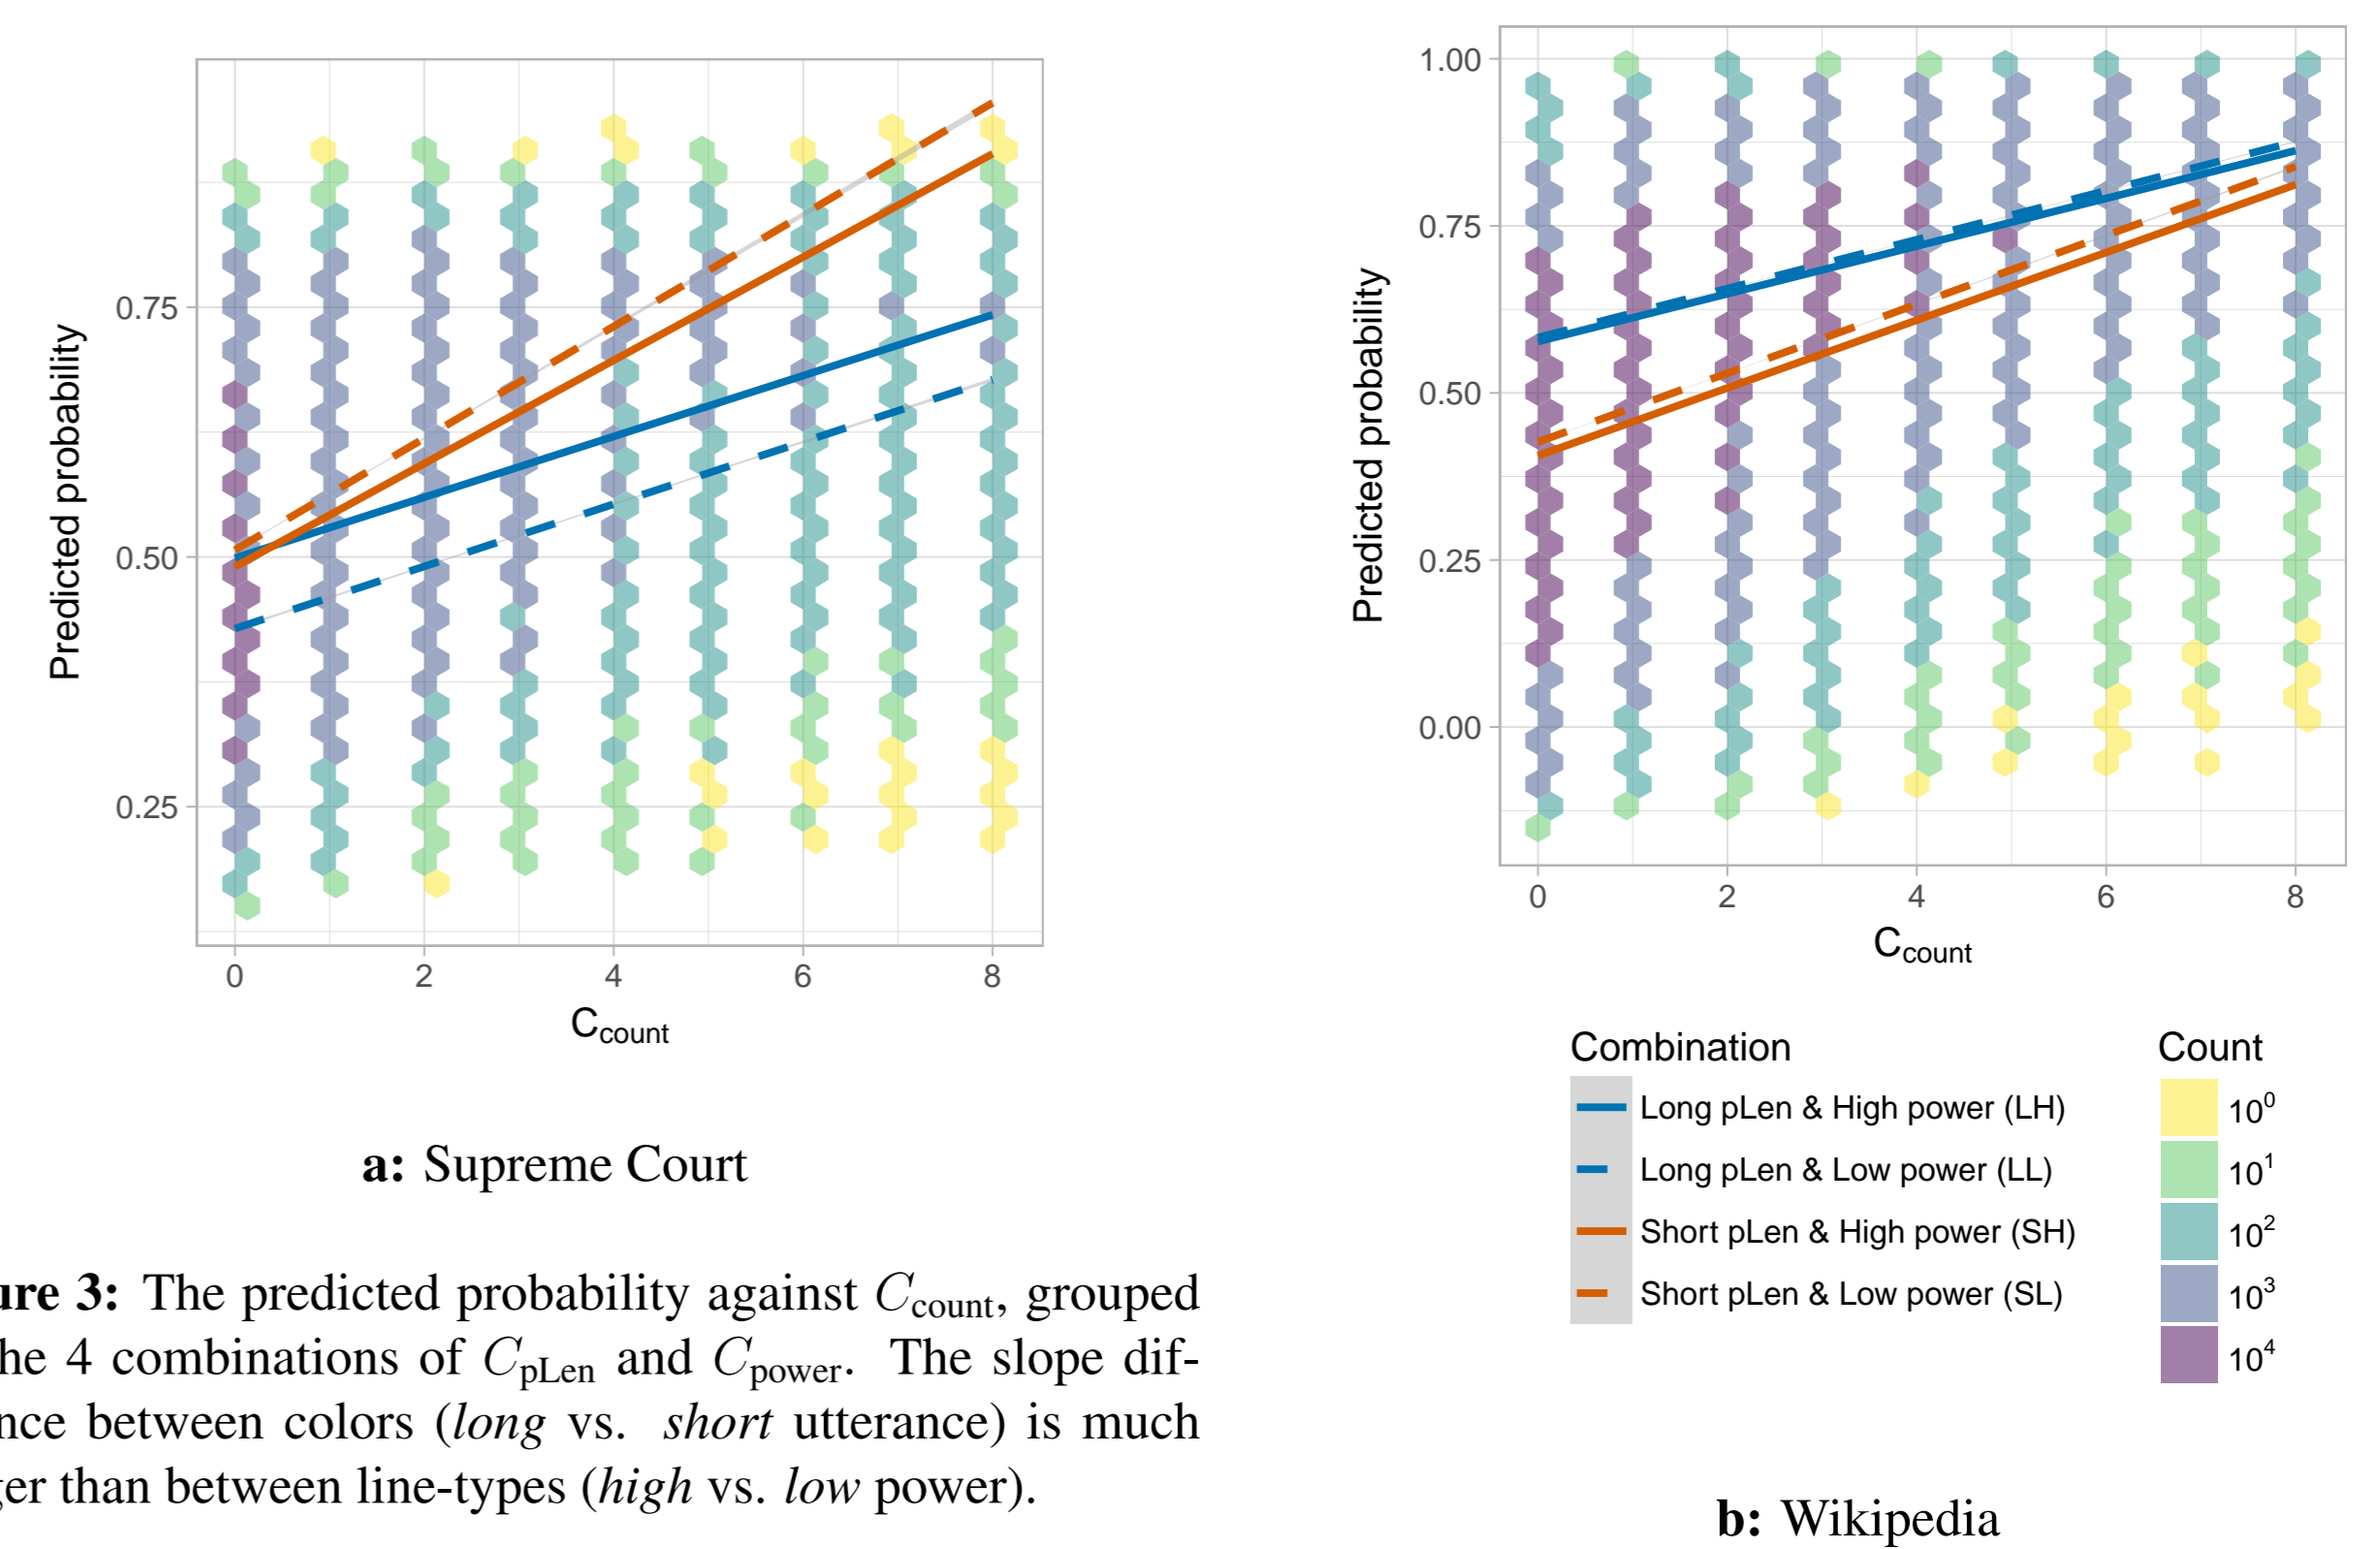 Predicted probability
0.75
0.50
0.25
0 2 4 6 8
C_count
a: Supreme Court
ure 3: The predicted probability against C_count, grouped
he 4 combinations of C_pLen and C_power. The slope dif-
nce between colors (long vs. short utterance) is much
ger than between line-types (high vs. low power).
Predicted probability
1.00
0.75
0.50
0.25
0.00
0 2 4 6 8
C_count
Combination
Long pLen & High power (LH)
Long pLen & Low power (LL)
Short pLen & High power (SH)
Short pLen & Low power (SL)
Count
10^0
10^1
10^2
10^3
10^4
b: Wikipedia